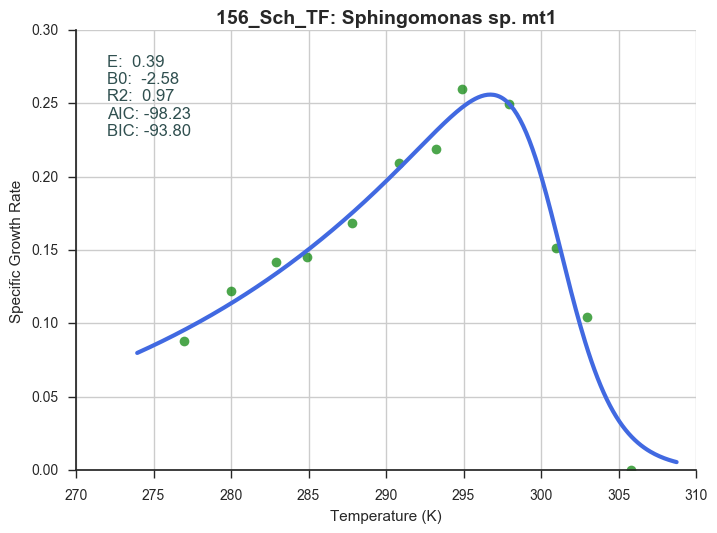 156_Sch_TF: Sphingomonas sp. mt1
E:  0.39
B0:  -2.58
R2:  0.97
AIC: -98.23
BIC: -93.80
0.30
0.25
0.20
0.15
0.10
0.05
0.00
Specific Growth Rate
270 275 280 285 290 295 300 305 310
Temperature (K)